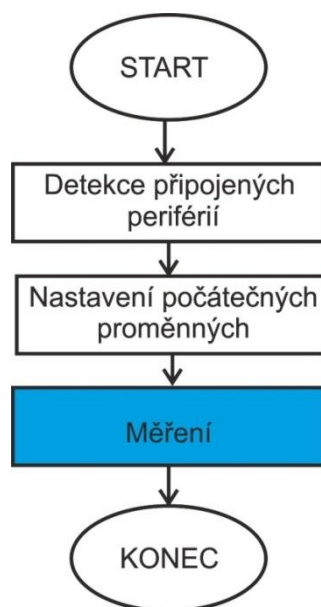 START
Detekce připojených
periférií
Nastavení počátečných
proměnných
Měření
KONEC